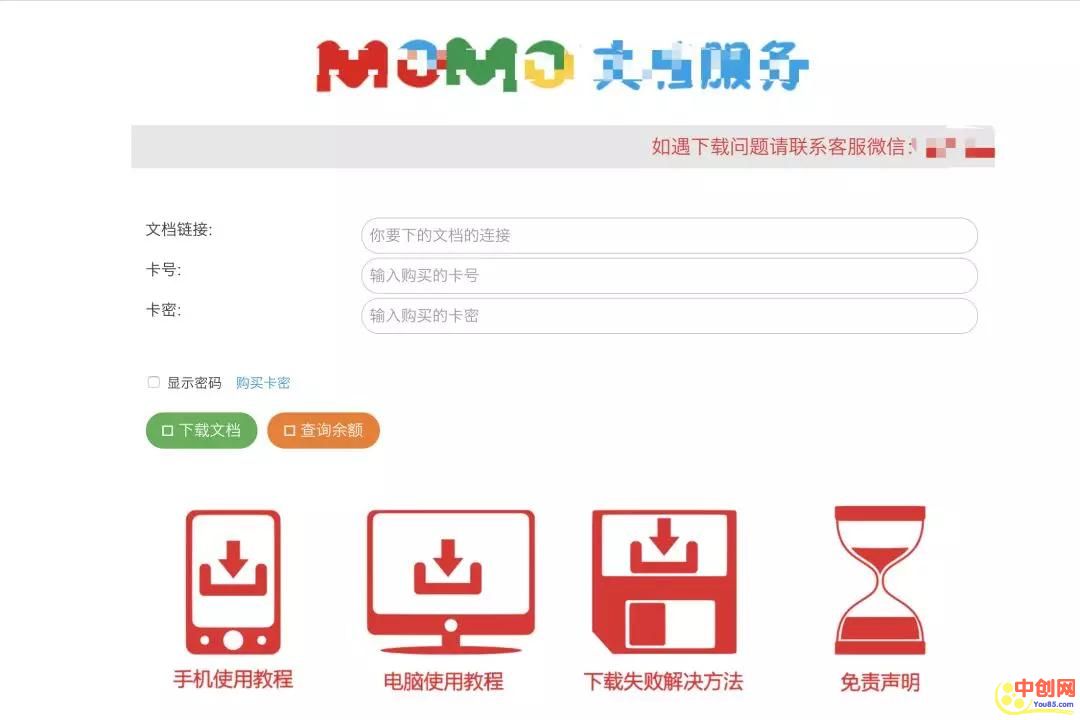 MOMO 文档服务
如遇下载问题请联系客服微信:
文档链接:
你要下的文档的连接
卡号:
输入购买的卡号
卡密:
输入购买的卡密
显示密码 购买卡密
下载文档 查询余额
手机使用教程 电脑使用教程 下载失败解决方法 免责声明
中创网
You85.com